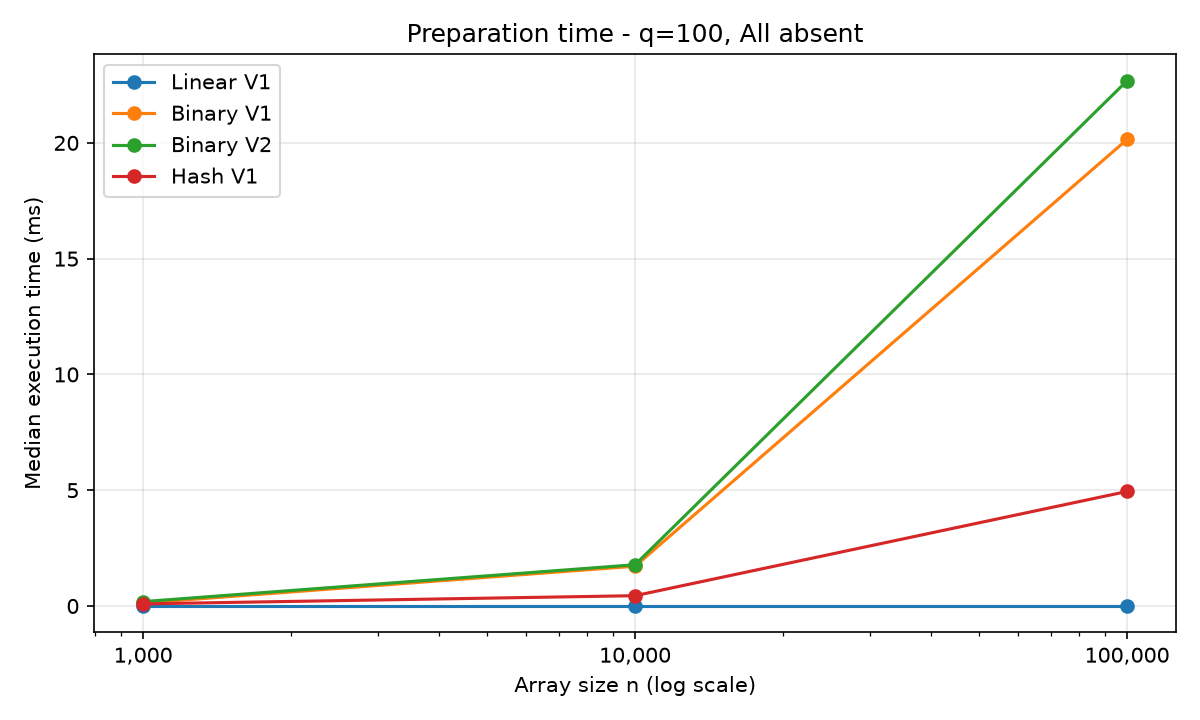 Preparation time - q=100, All absent
Linear V1
Binary V1
Binary V2
Hash V1
Median execution time (ms)
20
15
10
5
0
1,000
10,000
100,000
Array size n (log scale)